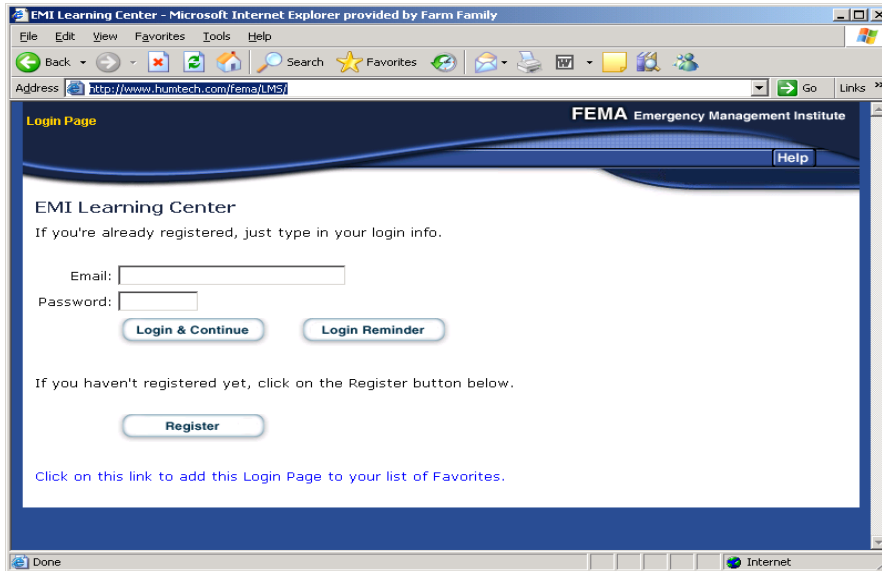 EMI Learning Center - Microsoft Internet Explorer provided by Farm Family
File Edit View Favorites Tools Help
Back Search Favorites W
Address http://www.humtech.com/fema/LMS/ Go Links »
Login Page FEMA Emergency Management Institute
Help
EMI Learning Center
If you're already registered, just type in your login info.
Email:
Password:
Login & Continue Login Reminder
If you haven't registered yet, click on the Register button below.
Register
Click on this link to add this Login Page to your list of Favorites.
Done Internet